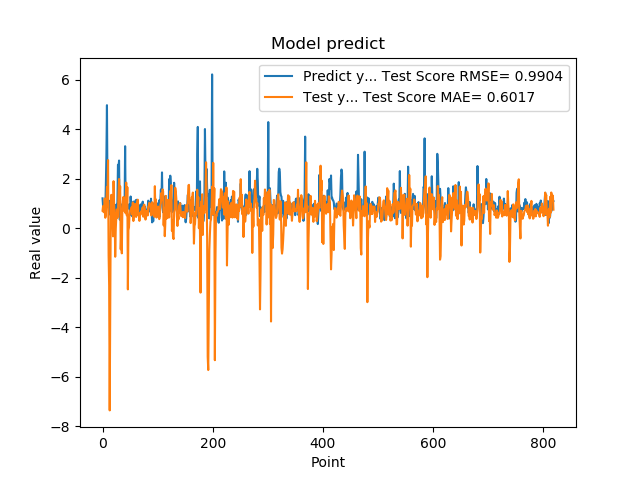 Model predict
Predict y... Test Score RMSE= 0.9904
Test y... Test Score MAE= 0.6017
6
4
2
0
−2
−4
−6
−8
Real value
0 200 400 600 800
Point